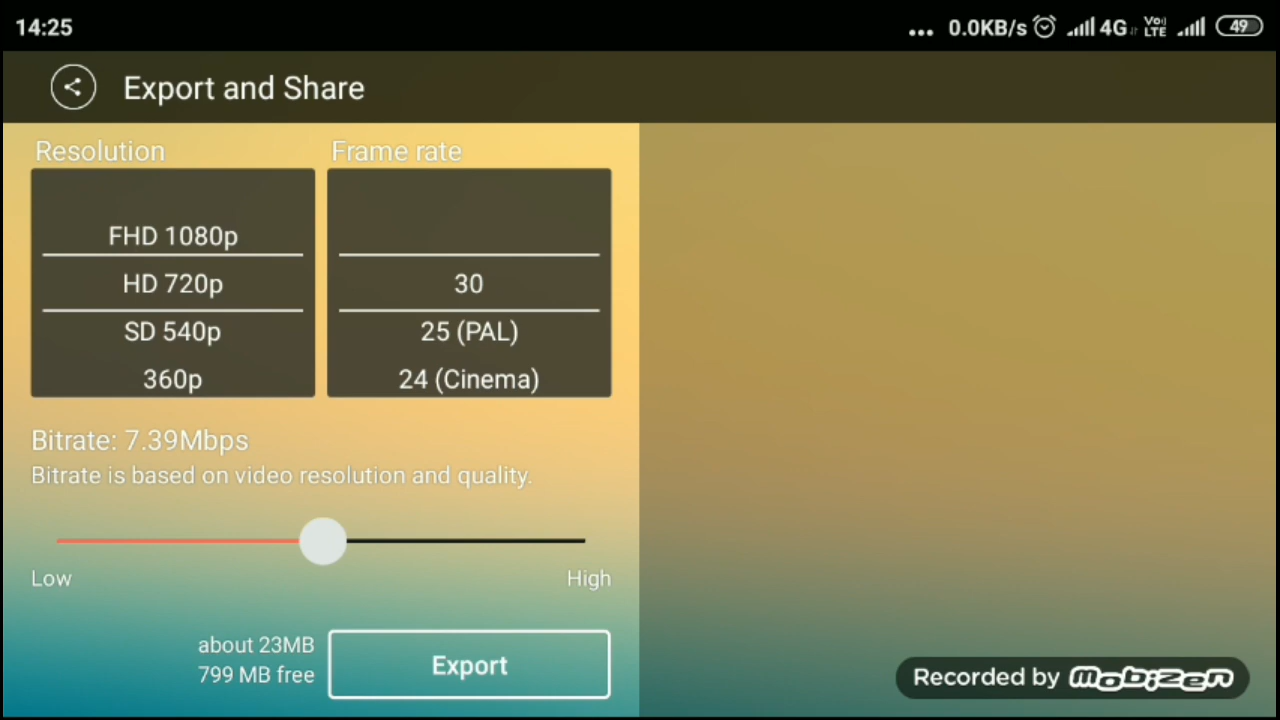 14:25
... 0.0KB/s 4G Vo) LTE 49
Export and Share
Resolution
Frame rate
FHD 1080p
HD 720p
SD 540p
360p
30
25 (PAL)
24 (Cinema)
Bitrate: 7.39Mbps
Bitrate is based on video resolution and quality.
Low
High
about 23MB
799 MB free
Export
Recorded by mobizen